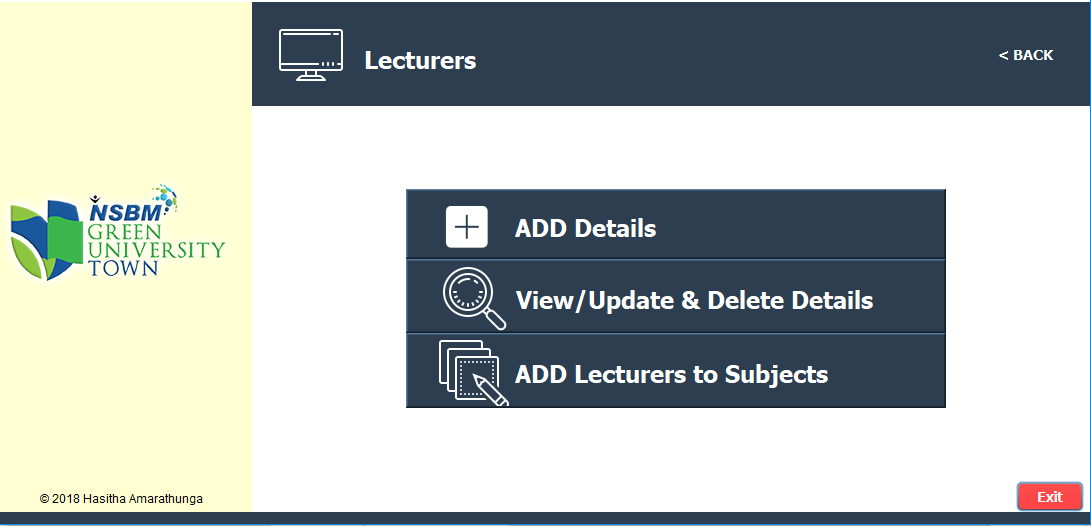 Lecturers
< BACK
NSBM
GREEN
UNIVERSITY
TOWN
ADD Details
View/Update & Delete Details
ADD Lecturers to Subjects
© 2018 Hasitha Amarathunga
Exit